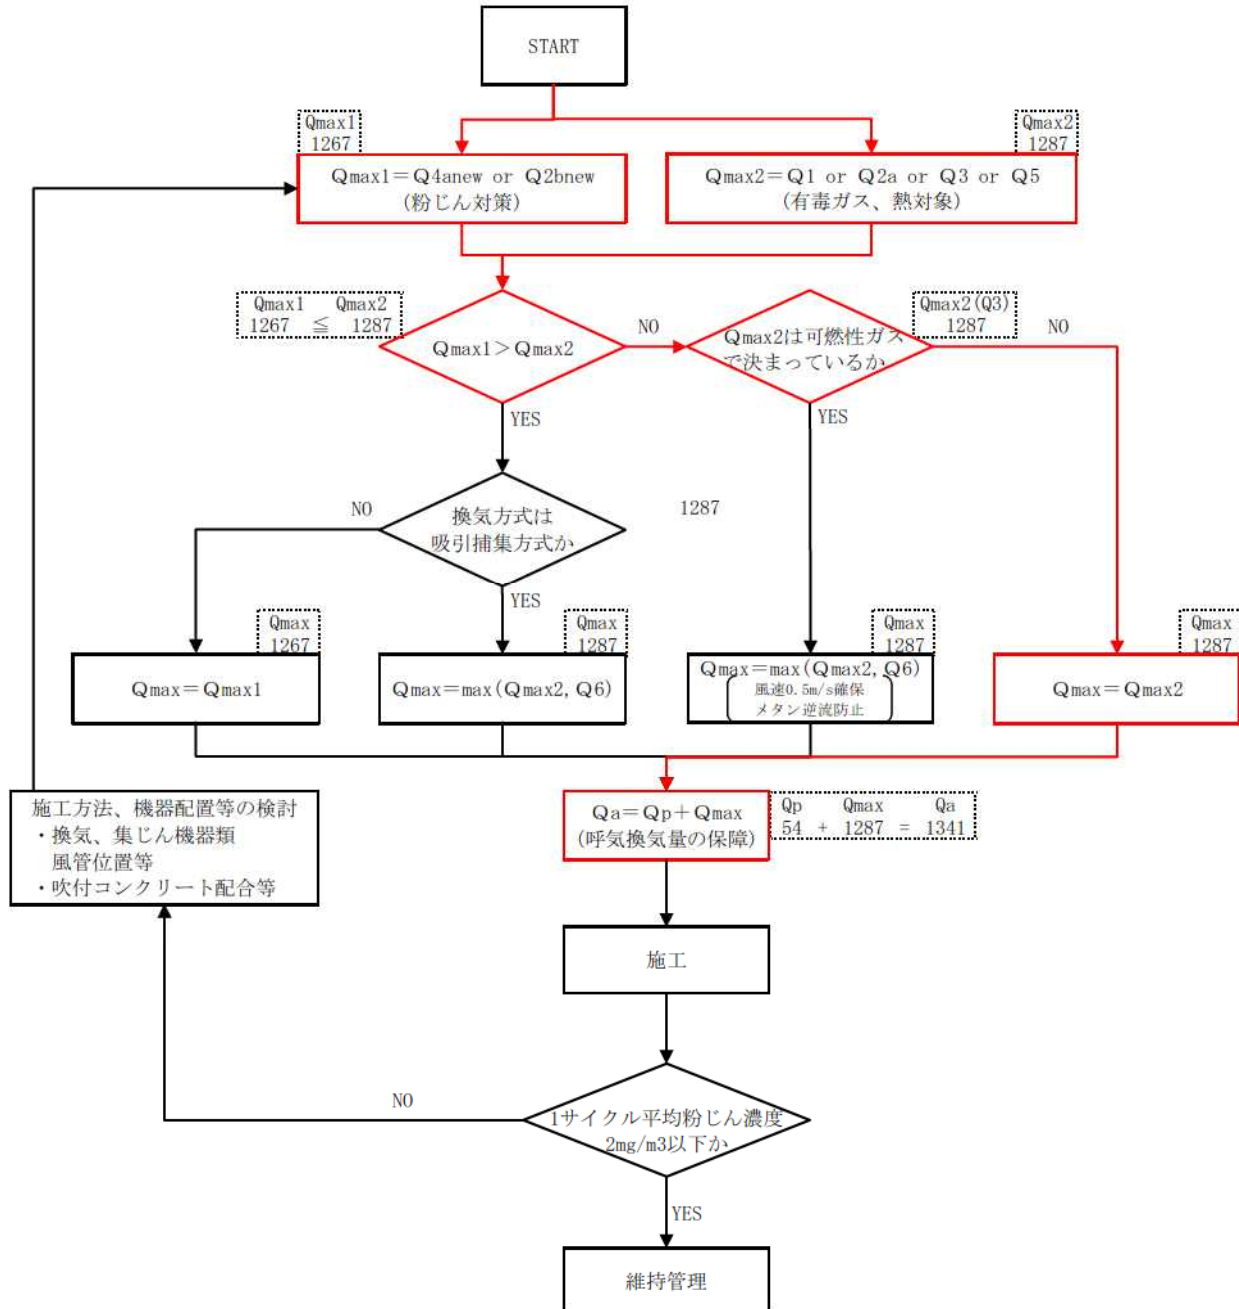 START
Qmax1
1267
Qmax2
1287
Qmax1＝Q4anew or Q2bnew
(粉じん対策)
Qmax2＝Q1 or Q2a or Q3 or Q5
(有毒ガス、熱対象)
Qmax1 Qmax2
1267 ≦ 1287
Qmax1＞Qmax2
NO
Qmax2は可燃性ガス
で決まっているか
Qmax2(Q3)
1287
NO
YES
YES
NO
換気方式は
吸引捕集方式か
1287
YES
Qmax
1267
Qmax
1287
Qmax
1287
Qmax
1287
Qmax＝Qmax1
Qmax＝max(Qmax2, Q6)
Qmax＝max(Qmax2, Q6)
風速0.5m/s確保
メタン逆流防止
Qmax＝Qmax2
施工方法、機器配置等の検討
・換気、集じん機器類
風管位置等
・吹付コンクリート配合等
Qa＝Qp＋Qmax
(呼気換気量の保障)
Qp Qmax Qa
54 + 1287 = 1341
施工
NO
1サイクル平均粉じん濃度
2mg/m3以下か
YES
維持管理